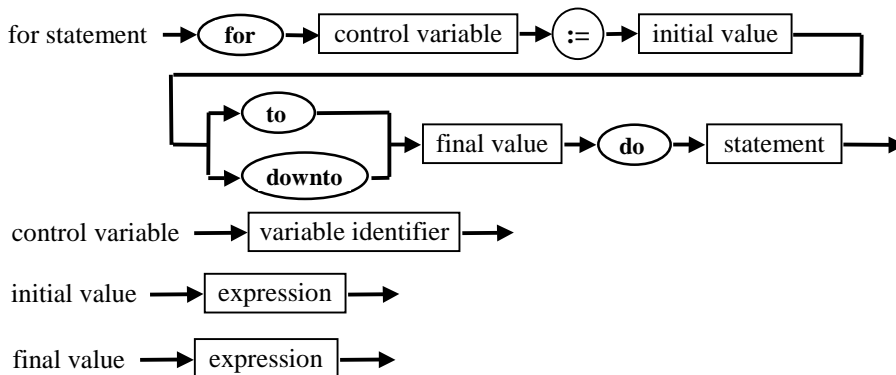 for statement for control variable := initial value
to
final value do statement
downto
control variable variable identifier
initial value expression
final value expression